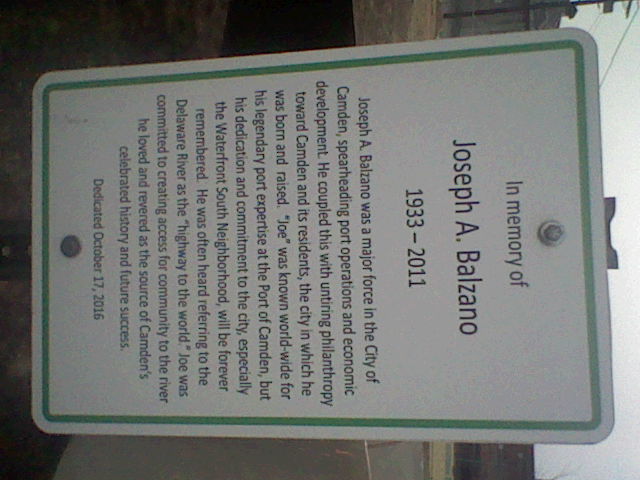 In memory of
Joseph A. Balzano
1933 – 2011
Joseph A. Balzano was a major force in the City of
Camden, spearheading port operations and economic
development. He coupled this with untiring philanthropy
toward Camden and its residents, the city in which he
was born and raised. "Joe" was known world-wide for
his legendary port expertise at the Port of Camden, but
his dedication and commitment to the city, especially
the Waterfront South Neighborhood, will be forever
remembered. He was often heard referring to the
Delaware River as the "highway to the world." Joe was
committed to creating access for community to the river
he loved and revered as the source of Camden's
celebrated history and future success.
Dedicated October 17, 2016